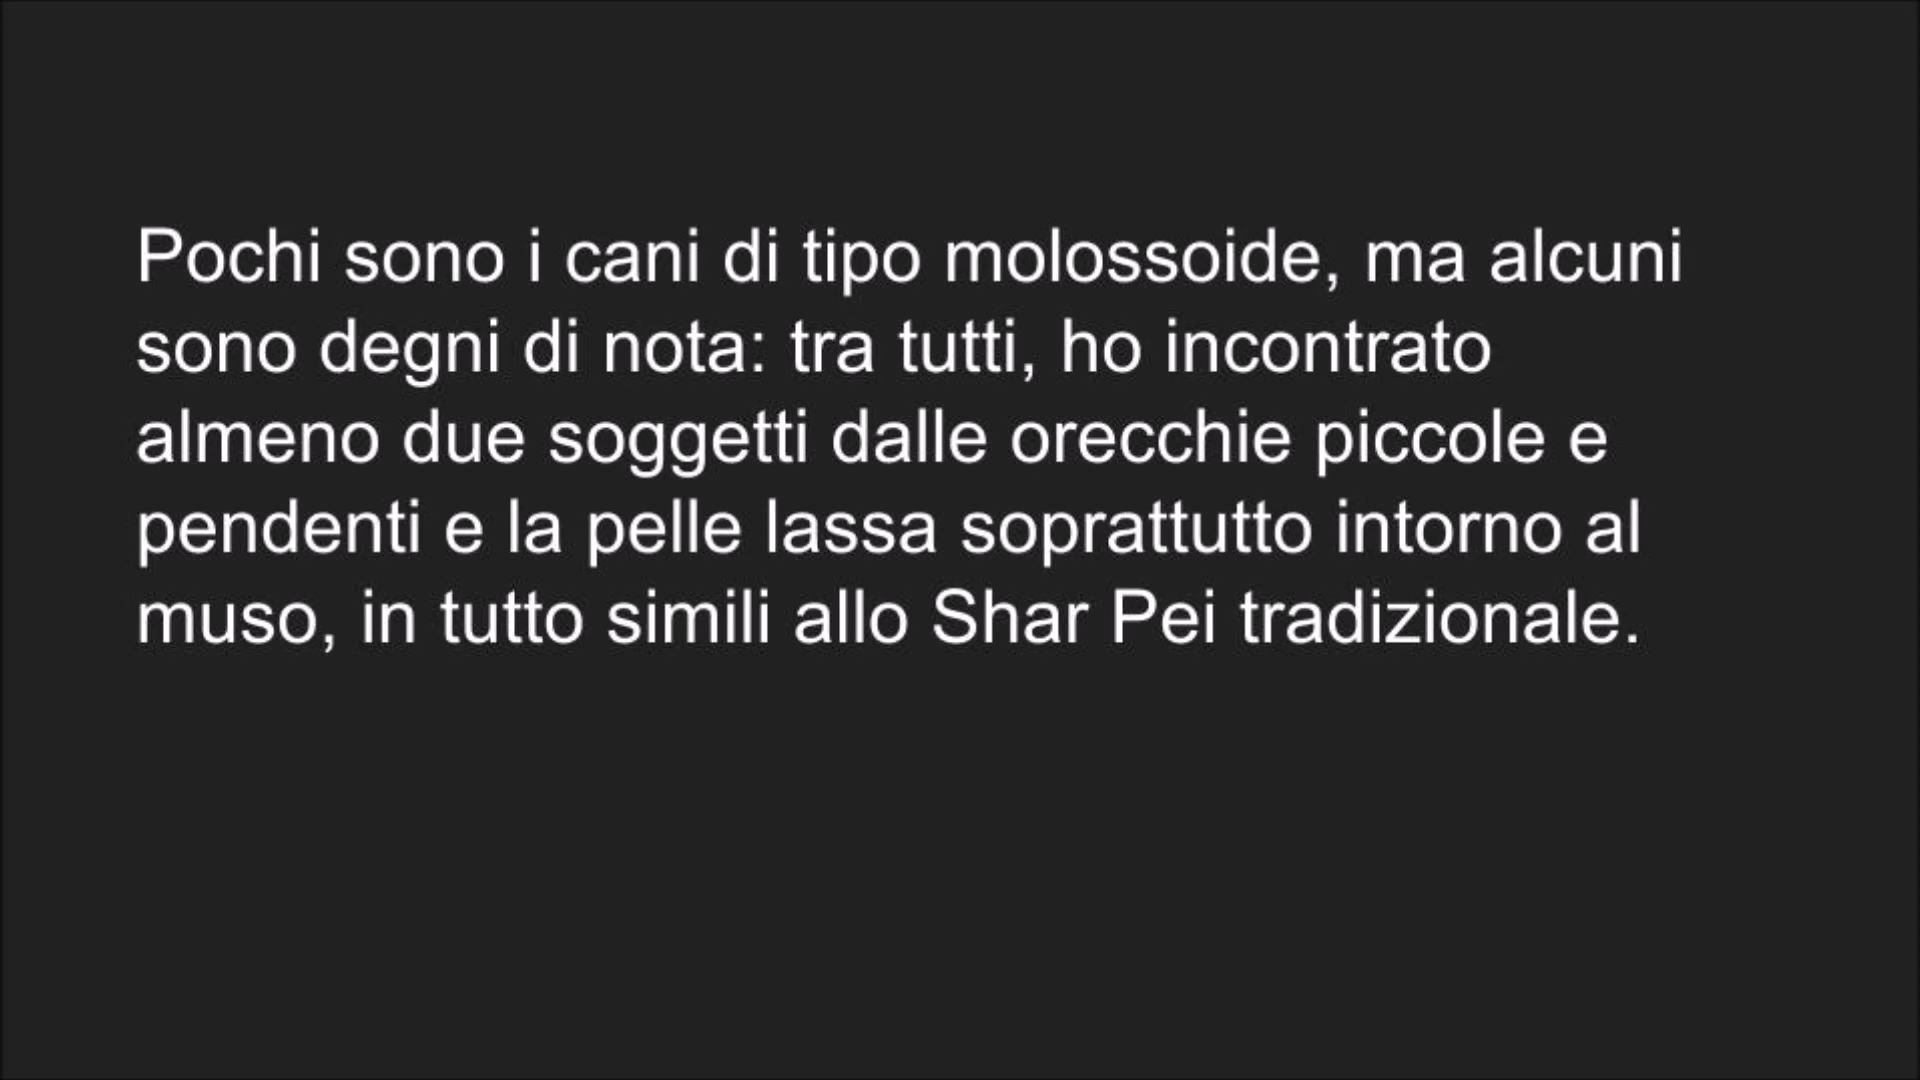 Pochi sono i cani di tipo molossoide, ma alcuni
sono degni di nota: tra tutti, ho incontrato
almeno due soggetti dalle orecchie piccole e
pendenti e la pelle lassa soprattutto intorno al
muso, in tutto simili allo Shar Pei tradizionale.